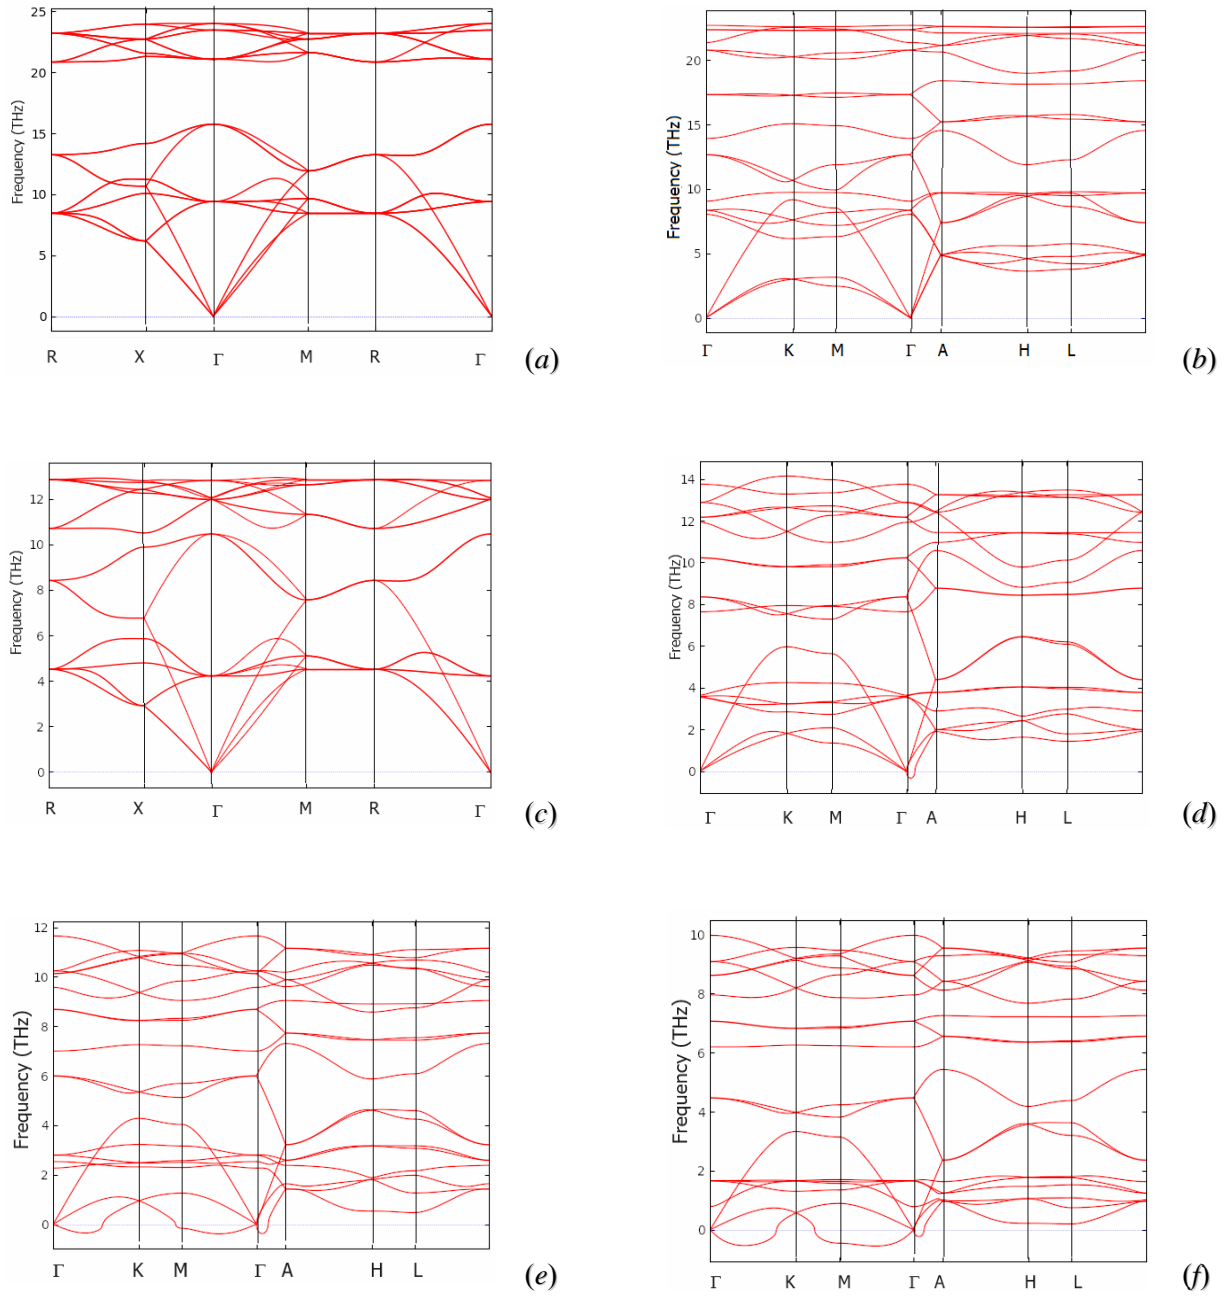 25
20
15
10
5
0
Frequency (THz)
R X Γ M R Γ
(a)
20
15
10
5
0
Frequency (THz)
Γ K M Γ A H L
(b)
12
10
8
6
4
2
0
Frequency (THz)
R X Γ M R Γ
(c)
14
12
10
8
6
4
2
0
Frequency (THz)
Γ K M Γ A H L
(d)
12
10
8
6
4
2
0
Frequency (THz)
Γ K M Γ A H L
(e)
10
8
6
4
2
0
Frequency (THz)
Γ K M Γ A H L
(f)